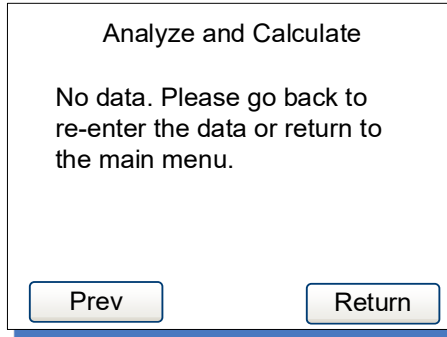 Analyze and Calculate
No data. Please go back to
re-enter the data or return to
the main menu.
Prev
Return